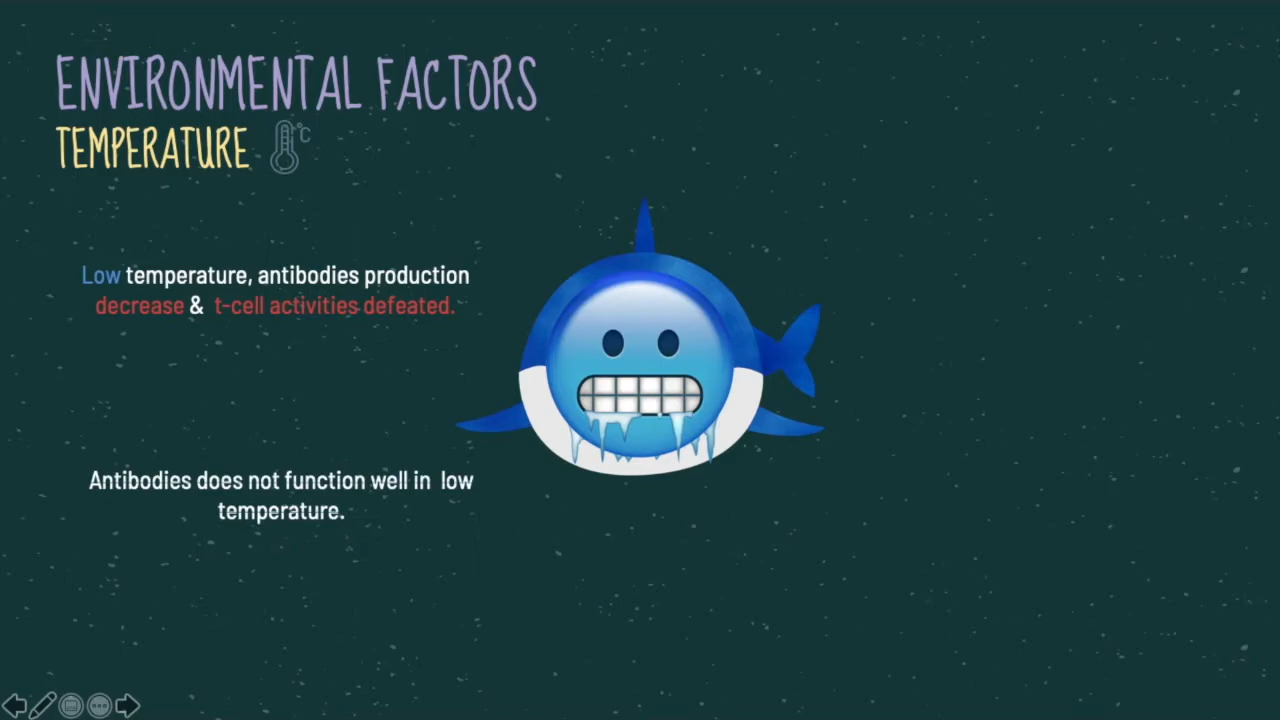 ENVIRONMENTAL FACTORS
TEMPERATURE °C
Low temperature, antibodies production
decrease & t-cell activities defeated.
Antibodies does not function well in low
temperature.